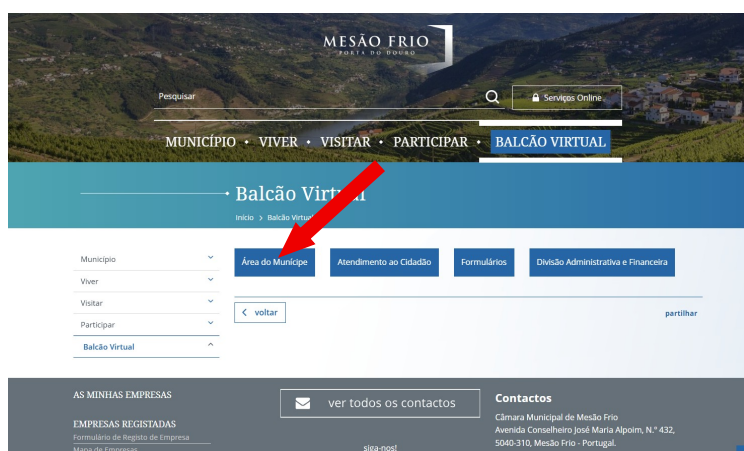 MESÃO FRIO
PORTA DO DOURO
Pesquisar
Serviços Online
MUNICÍPIO • VIVER • VISITAR • PARTICIPAR • BALCÃO VIRTUAL
Balcão Virtual
Início > Balcão Virtual
Município
Viver
Visitar
Participar
Balcão Virtual
Área do Munícipe
Atendimento ao Cidadão
Formulários
Divisão Administrativa e Financeira
voltar
partilhar
AS MINHAS EMPRESAS
EMPRESAS REGISTADAS
Formulário de Registo de Empresa
Mapa de Empresas
ver todos os contactos
siga-nos!
Contactos
Câmara Municipal de Mesão Frio
Avenida Conselheiro José Maria Alpoim, N.º 432,
5040-310, Mesão Frio - Portugal.